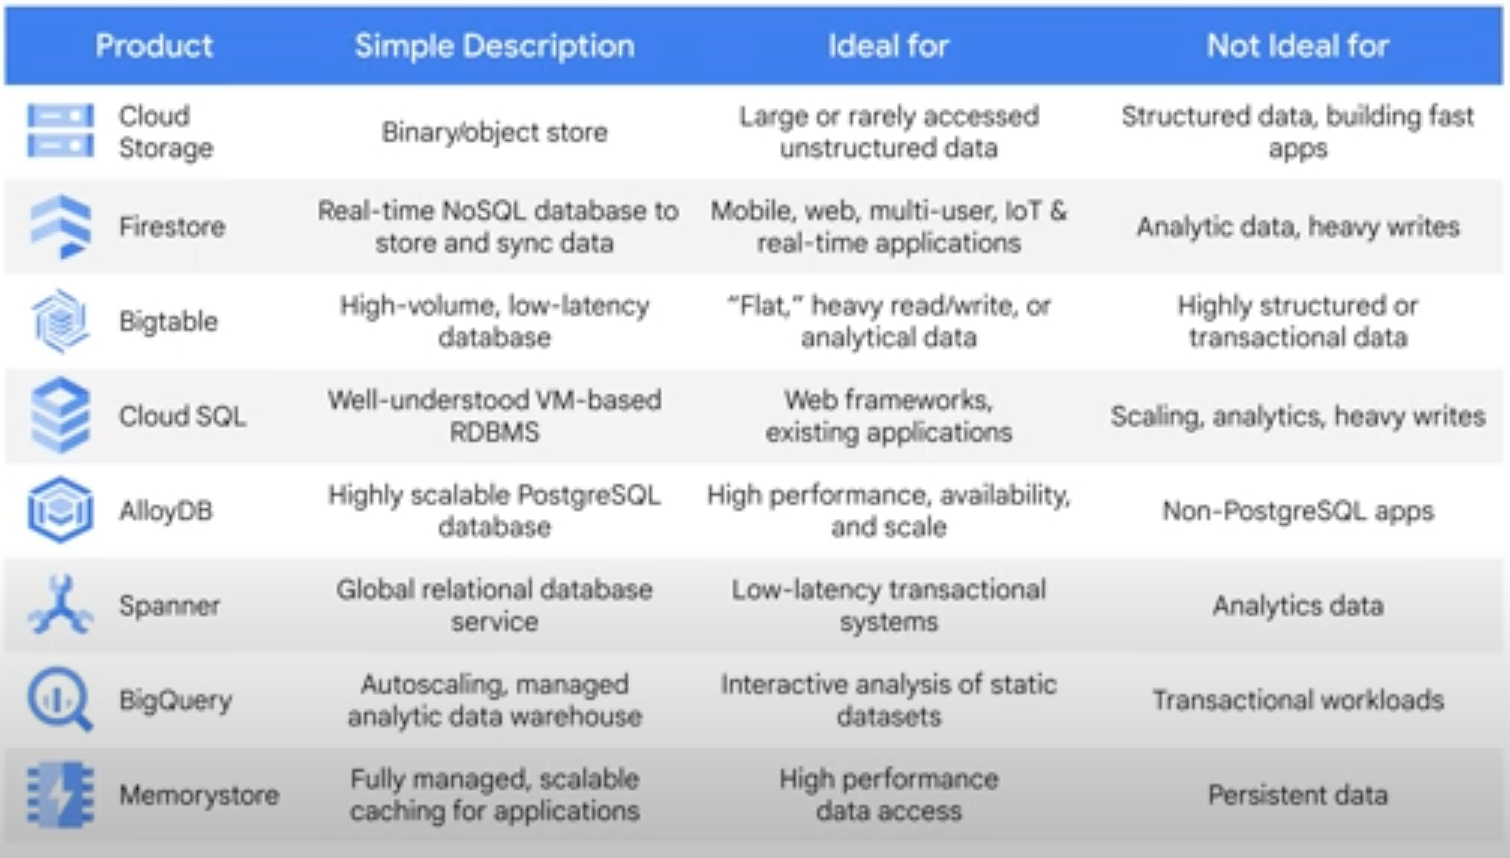 Product Simple Description Ideal for Not Ideal for
Cloud Storage
Binary/object store
Large or rarely accessed
unstructured data
Structured data, building fast
apps
Firestore
Real-time NoSQL database to
store and sync data
Mobile, web, multi-user, IoT &
real-time applications
Analytic data, heavy writes
Bigtable
High-volume, low-latency
database
“Flat,” heavy read/write, or
analytical data
Highly structured or
transactional data
Cloud SQL
Well-understood VM-based
RDBMS
Web frameworks,
existing applications
Scaling, analytics, heavy writes
AlloyDB
Highly scalable PostgreSQL
database
High performance, availability,
and scale
Non-PostgreSQL apps
Spanner
Global relational database
service
Low-latency transactional
systems
Analytics data
BigQuery
Autoscaling, managed
analytic data warehouse
Interactive analysis of static
datasets
Transactional workloads
Memorystore
Fully managed, scalable
caching for applications
High performance
data access
Persistent data